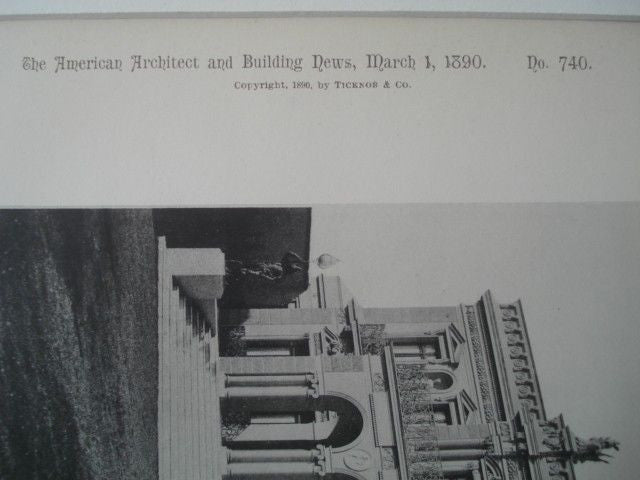 The American Architect and Building News, March 1, 1890. No. 740.
Copyright, 1890, by TICKNOR & CO.